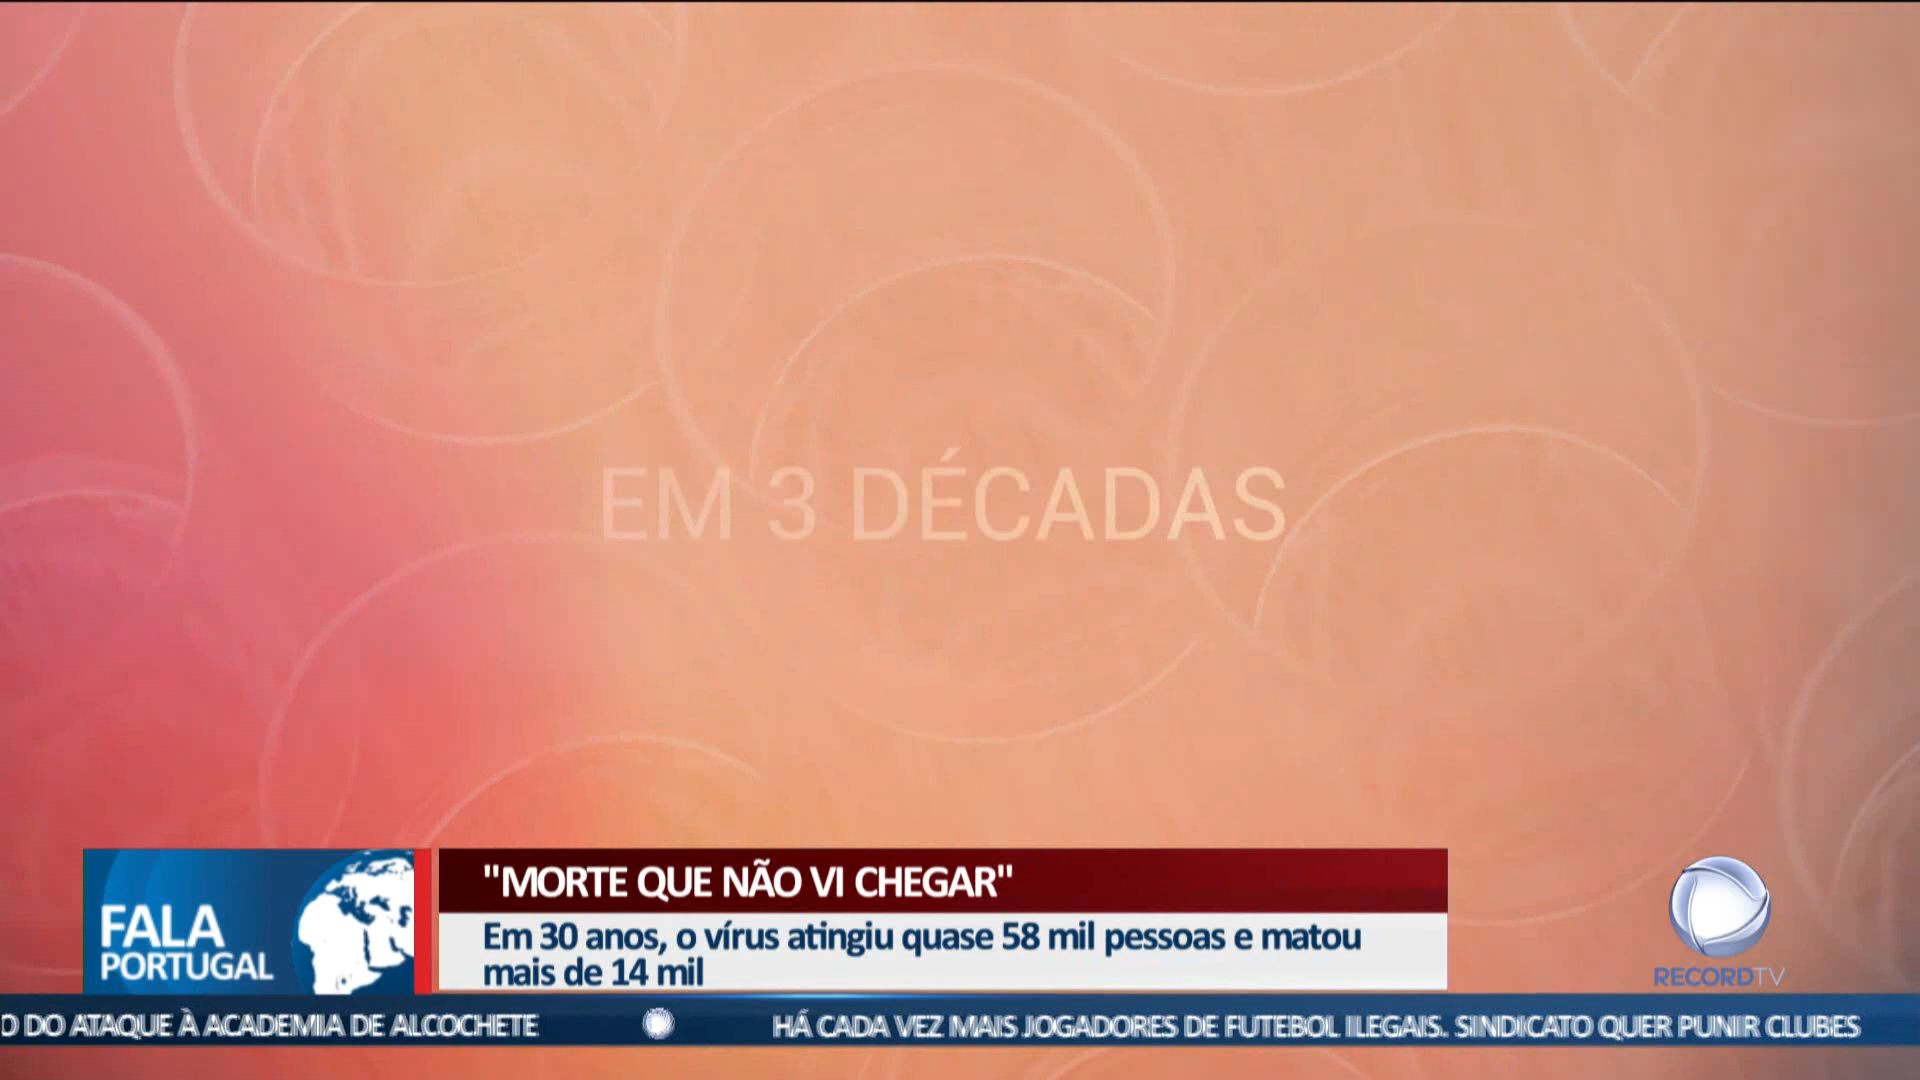 EM 3 DÉCADAS
FALA
PORTUGAL
"MORTE QUE NÃO VI CHEGAR"
Em 30 anos, o vírus atingiu quase 58 mil pessoas e matou
mais de 14 mil
RECORDTV
O DO ATAQUE À ACADEMIA DE ALCOCHETE
HÁ CADA VEZ MAIS JOGADORES DE FUTEBOL ILEGAIS. SINDICATO QUER PUNIR CLUBES